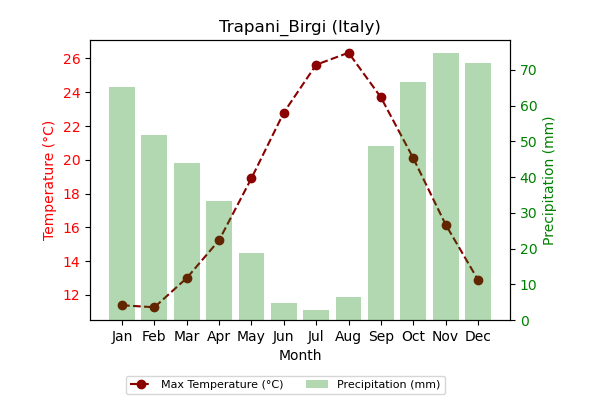 Trapani_Birgi (Italy)
26
24
22
20
18
16
14
12
Temperature (°C)
70
60
50
40
30
20
10
0
Precipitation (mm)
Jan Feb Mar Apr May Jun Jul Aug Sep Oct Nov Dec
Month
Max Temperature (°C) Precipitation (mm)